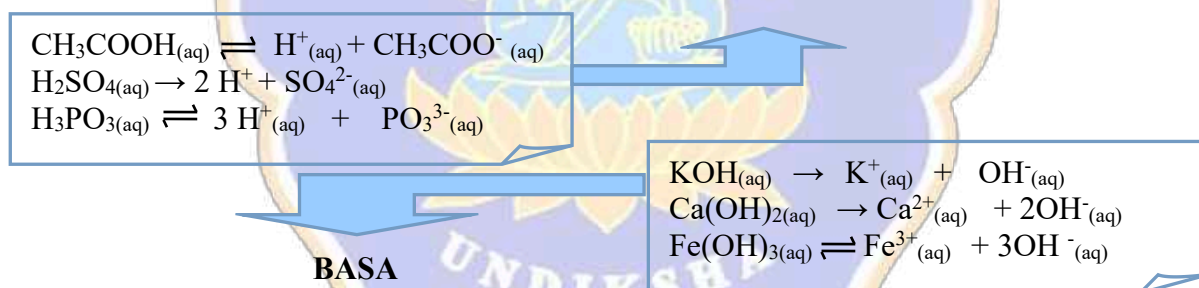 CH₃COOH₍aq₎ ⇌ H⁺₍aq₎ + CH₃COO⁻ ₍aq₎
H₂SO₄₍aq₎ → 2 H⁺ + SO₄²⁻₍aq₎
H₃PO₃₍aq₎ ⇌ 3 H⁺₍aq₎ + PO₃³⁻₍aq₎
KOH₍aq₎ → K⁺₍aq₎ + OH⁻₍aq₎
Ca(OH)₂₍aq₎ → Ca²⁺₍aq₎ + 2OH⁻₍aq₎
Fe(OH)₃₍aq₎ ⇌ Fe³⁺₍aq₎ + 3OH ⁻₍aq₎
BASA
UNDIKSHA